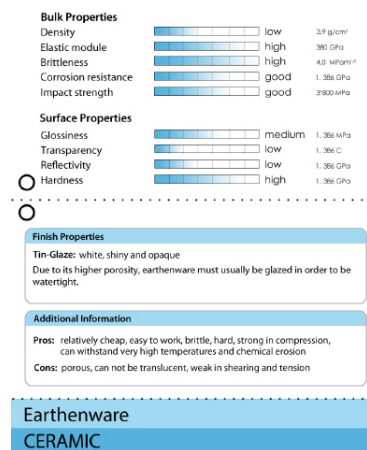 Bulk Properties
Density low 3.9 g/cm³
Elastic module high 380 GPa
Brittleness high 4.0 MPam¹/²
Corrosion resistance good 1.386 GPa
Impact strength good 3'800 MPa
Surface Properties
Glossiness medium 1.386 MPa
Transparency low 1.386 C
Reflectivity low 1.386 GPa
Hardness high 1.386 GPa
Finish Properties
Tin-Glaze: white, shiny and opaque
Due to its higher porosity, earthenware must usually be glazed in order to be
watertight.
Additional Information
Pros: relatively cheap, easy to work, brittle, hard, strong in compression,
can withstand very high temperatures and chemical erosion
Cons: porous, can not be translucent, weak in shearing and tension
Earthenware
CERAMIC